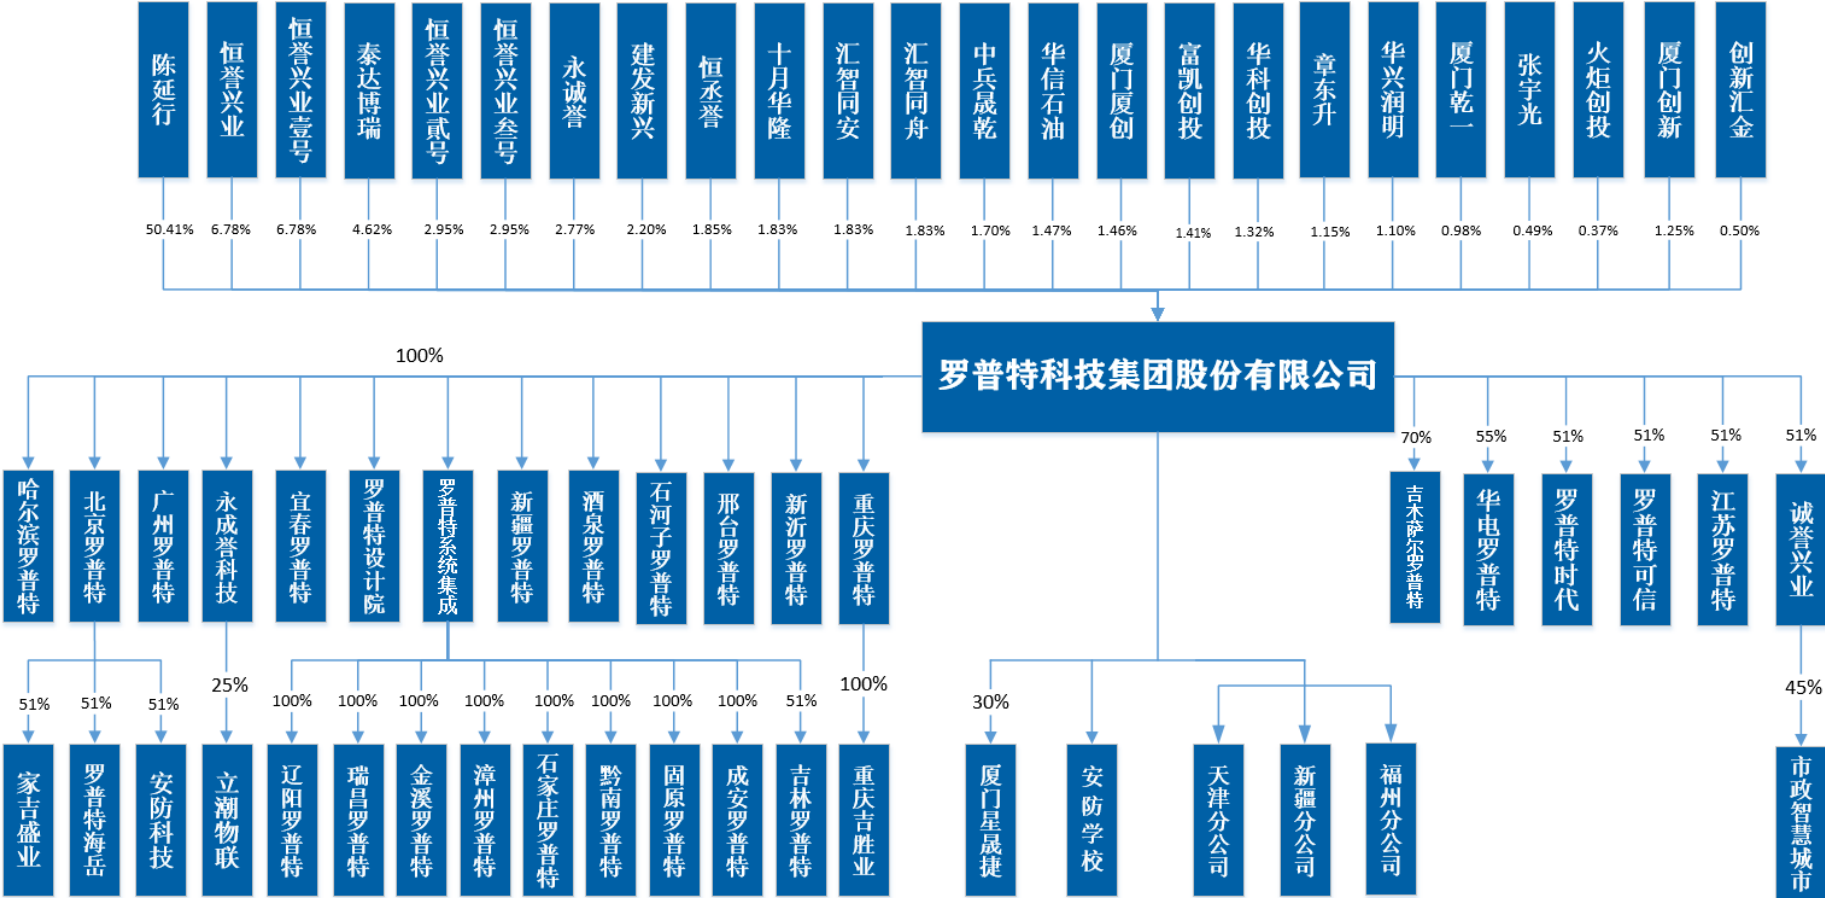 陈延行
恒誉兴业
恒誉兴业壹号
泰达博瑞
恒誉兴业貳号
恒誉兴业叁号
永诚誉
建发新兴
恒丞誉
十月华隆
汇智同安
汇智同舟
中兵晟乾
华信石油
厦门厦创
富凯创投
华科创投
章东升
华兴润明
厦门乾一
张宇光
火炬创投
厦门创新
创新汇金
50.41%
6.78%
6.78%
4.62%
2.95%
2.95%
2.77%
2.20%
1.85%
1.83%
1.83%
1.83%
1.70%
1.47%
1.46%
1.41%
1.32%
1.15%
1.10%
0.98%
0.49%
0.37%
1.25%
0.50%
罗普特科技集团股份有限公司
100%
70%
55%
51%
51%
51%
51%
哈尔滨罗普特
北京罗普特
广州罗普特
永成誉科技
宜春罗普特
罗普特设计院
罗普特系统集成
新疆罗普特
酒泉罗普特
石河子罗普特
邢台罗普特
新沂罗普特
重庆罗普特
吉木萨尔罗普特
华电罗普特
罗普特时代
罗普特可信
江苏罗普特
诚誉兴业
51%
51%
51%
25%
100%
100%
100%
100%
100%
100%
100%
100%
51%
100%
30%
45%
家吉盛业
罗普特海岳
安防科技
立潮物联
辽阳罗普特
瑞昌罗普特
金溪罗普特
漳州罗普特
石家庄罗普特
黔南罗普特
固原罗普特
成安罗普特
吉林罗普特
重庆吉胜业
厦门星晟捷
安防学校
天津分公司
新疆分公司
福州分公司
市政智慧城市